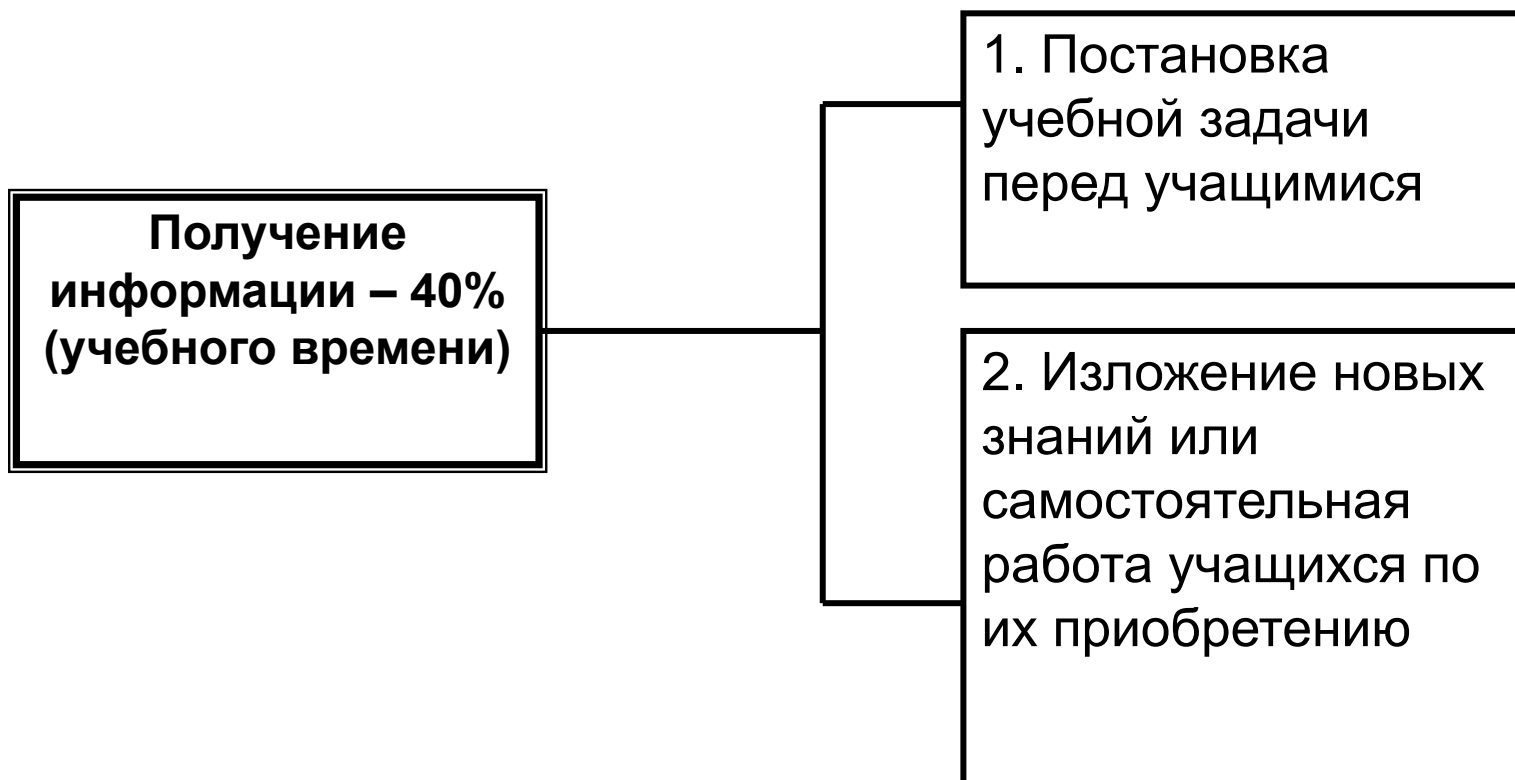 Получение
информации – 40%
(учебного времени)
1. Постановка
учебной задачи
перед учащимися
2. Изложение новых
знаний или
самостоятельная
работа учащихся по
их приобретению